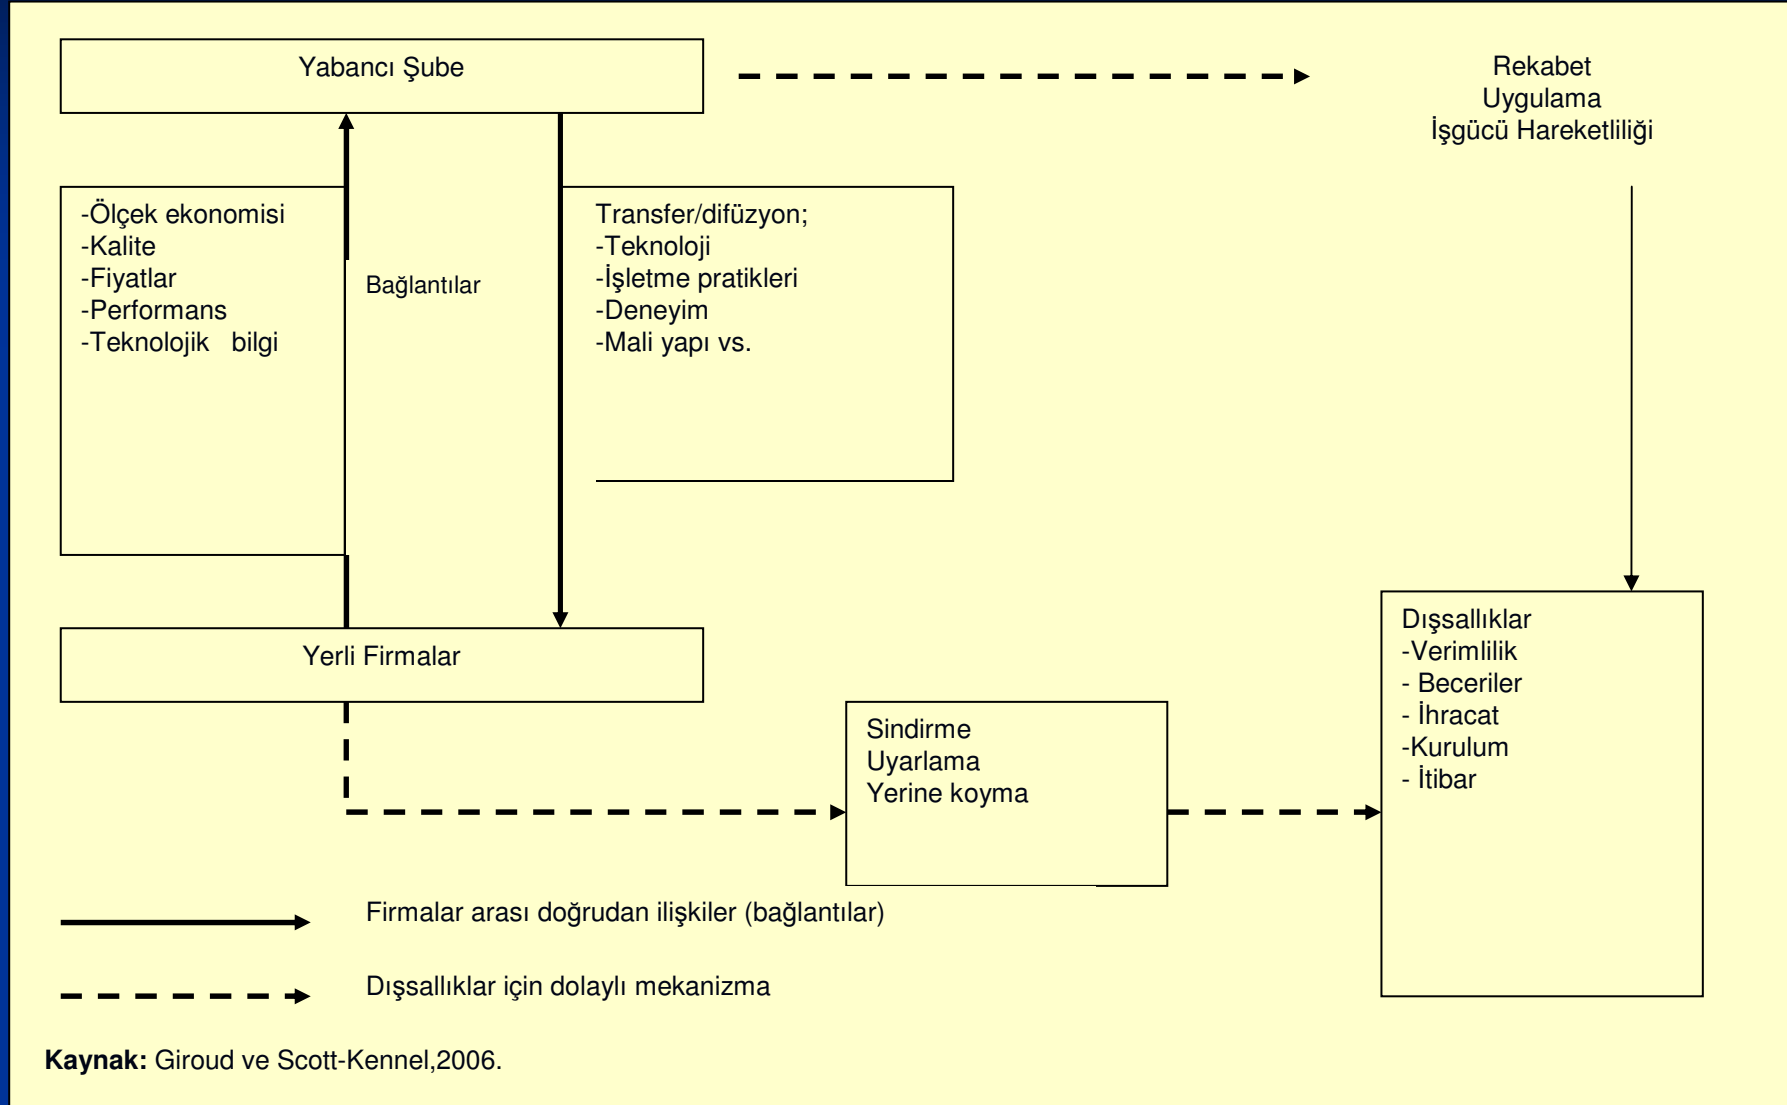 Yabancı Şube
Rekabet
Uygulama
İşgücü Hareketliliği
-Ölçek ekonomisi
-Kalite
-Fiyatlar
-Performans
-Teknolojik bilgi
Bağlantılar
Transfer/difüzyon;
-Teknoloji
-İşletme pratikleri
-Deneyim
-Mali yapı vs.
Yerli Firmalar
Sindirme
Uyarlama
Yerine koyma
Dışsallıklar
-Verimlilik
- Beceriler
- İhracat
-Kurulum
- İtibar
Firmalar arası doğrudan ilişkiler (bağlantılar)
Dışsallıklar için dolaylı mekanizma
Kaynak: Giroud ve Scott-Kennel,2006.